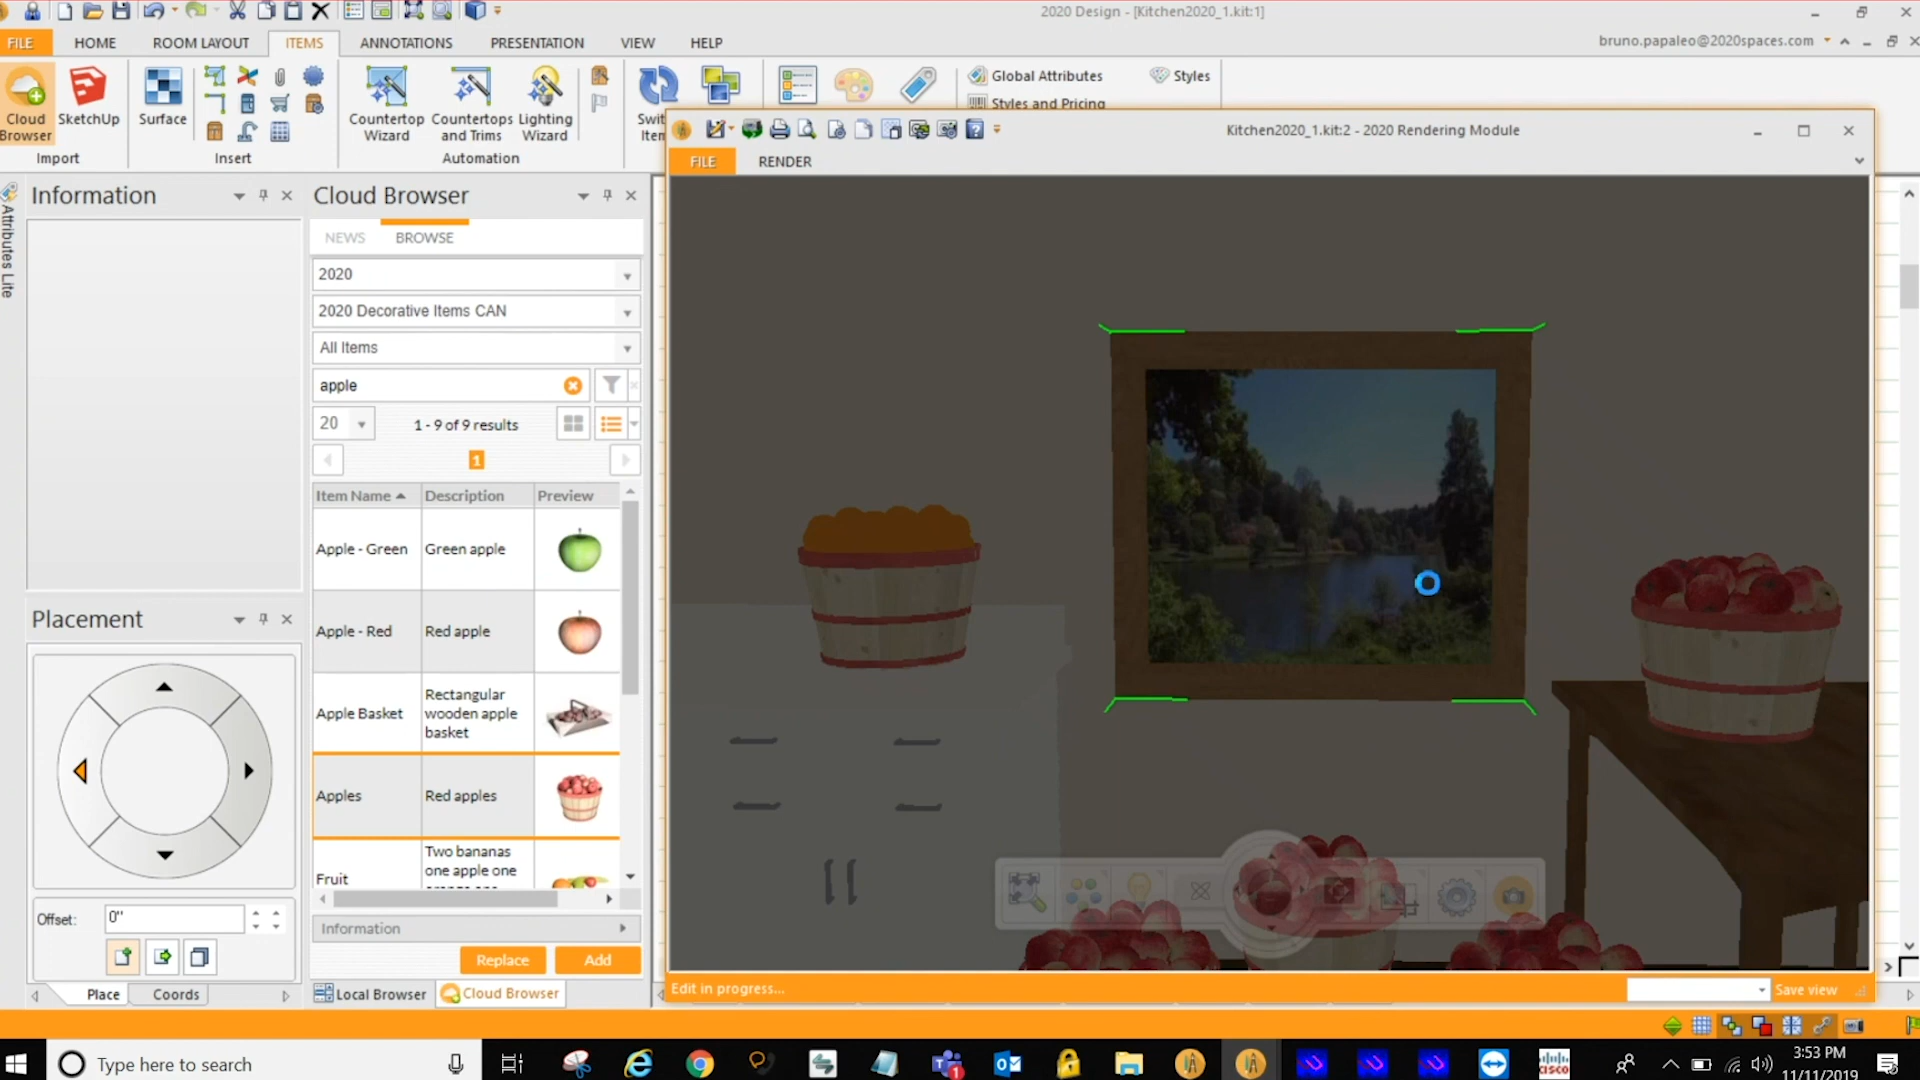 2020 Design - [Kitchen2020_1.kit:1]
FILE HOME ROOM LAYOUT ITEMS ANNOTATIONS PRESENTATION VIEW HELP
bruno.papaleo@2020spaces.com
Cloud Browser
SketchUp
Surface
Countertop Wizard
Countertops and Trims
Lighting Wizard
Global Attributes
Styles
Styles and Pricing
Import
Insert
Automation
Kitchen2020_1.kit:2 - 2020 Rendering Module
FILE RENDER
Attributes Lite
Information
Cloud Browser
NEWS BROWSE
2020
2020 Decorative Items CAN
All Items
apple
20
1 - 9 of 9 results
1
Item Name Description Preview
Apple - Green Green apple
Apple - Red Red apple
Apple Basket Rectangular wooden apple basket
Apples Red apples
Fruit Two bananas one apple one
Information
Replace Add
Local Browser Cloud Browser
Placement
Offset: 0"
Place Coords
Edit in progress...
Save view
Type here to search
1
CISCO
3:53 PM
11/11/2019